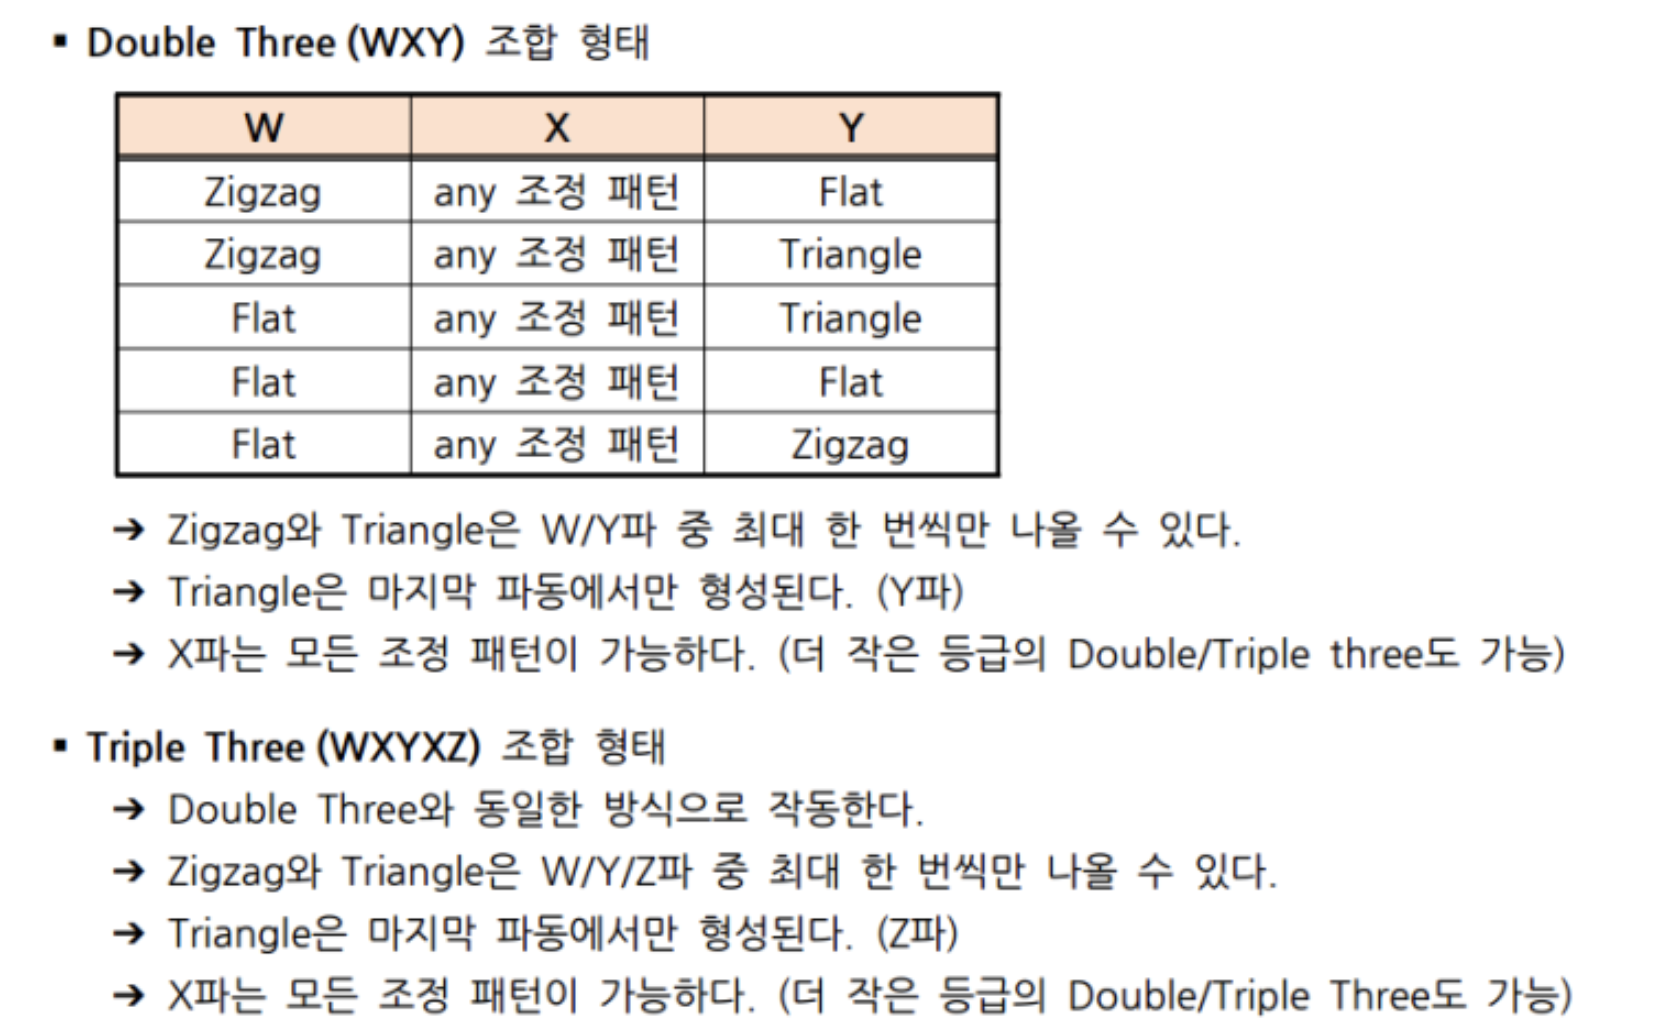 ▪ Double Three (WXY) 조합 형태
W X Y
Zigzag any 조정 패턴 Flat
Zigzag any 조정 패턴 Triangle
Flat any 조정 패턴 Triangle
Flat any 조정 패턴 Flat
Flat any 조정 패턴 Zigzag
➔ Zigzag와 Triangle은 W/Y파 중 최대 한 번씩만 나올 수 있다.
➔ Triangle은 마지막 파동에서만 형성된다. (Y파)
➔ X파는 모든 조정 패턴이 가능하다. (더 작은 등급의 Double/Triple three도 가능)
▪ Triple Three (WXYXZ) 조합 형태
➔ Double Three와 동일한 방식으로 작동한다.
➔ Zigzag와 Triangle은 W/Y/Z파 중 최대 한 번씩만 나올 수 있다.
➔ Triangle은 마지막 파동에서만 형성된다. (Z파)
➔ X파는 모든 조정 패턴이 가능하다. (더 작은 등급의 Double/Triple Three도 가능)